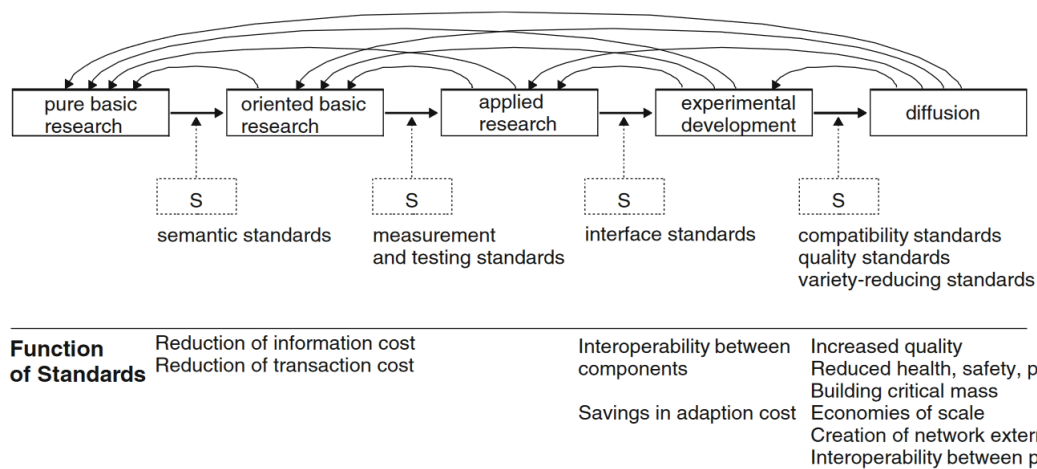 pure basic
research
oriented basic
research
applied
research
experimental
development
diffusion
S
S
S
S
semantic standards
measurement
and testing standards
interface standards
compatibility standards
quality standards
variety-reducing standards
Function
of Standards
Reduction of information cost
Reduction of transaction cost
Interoperability between
components
Savings in adaption cost
Increased quality
Reduced health, safety, p
Building critical mass
Economies of scale
Creation of network extern
Interoperability between p